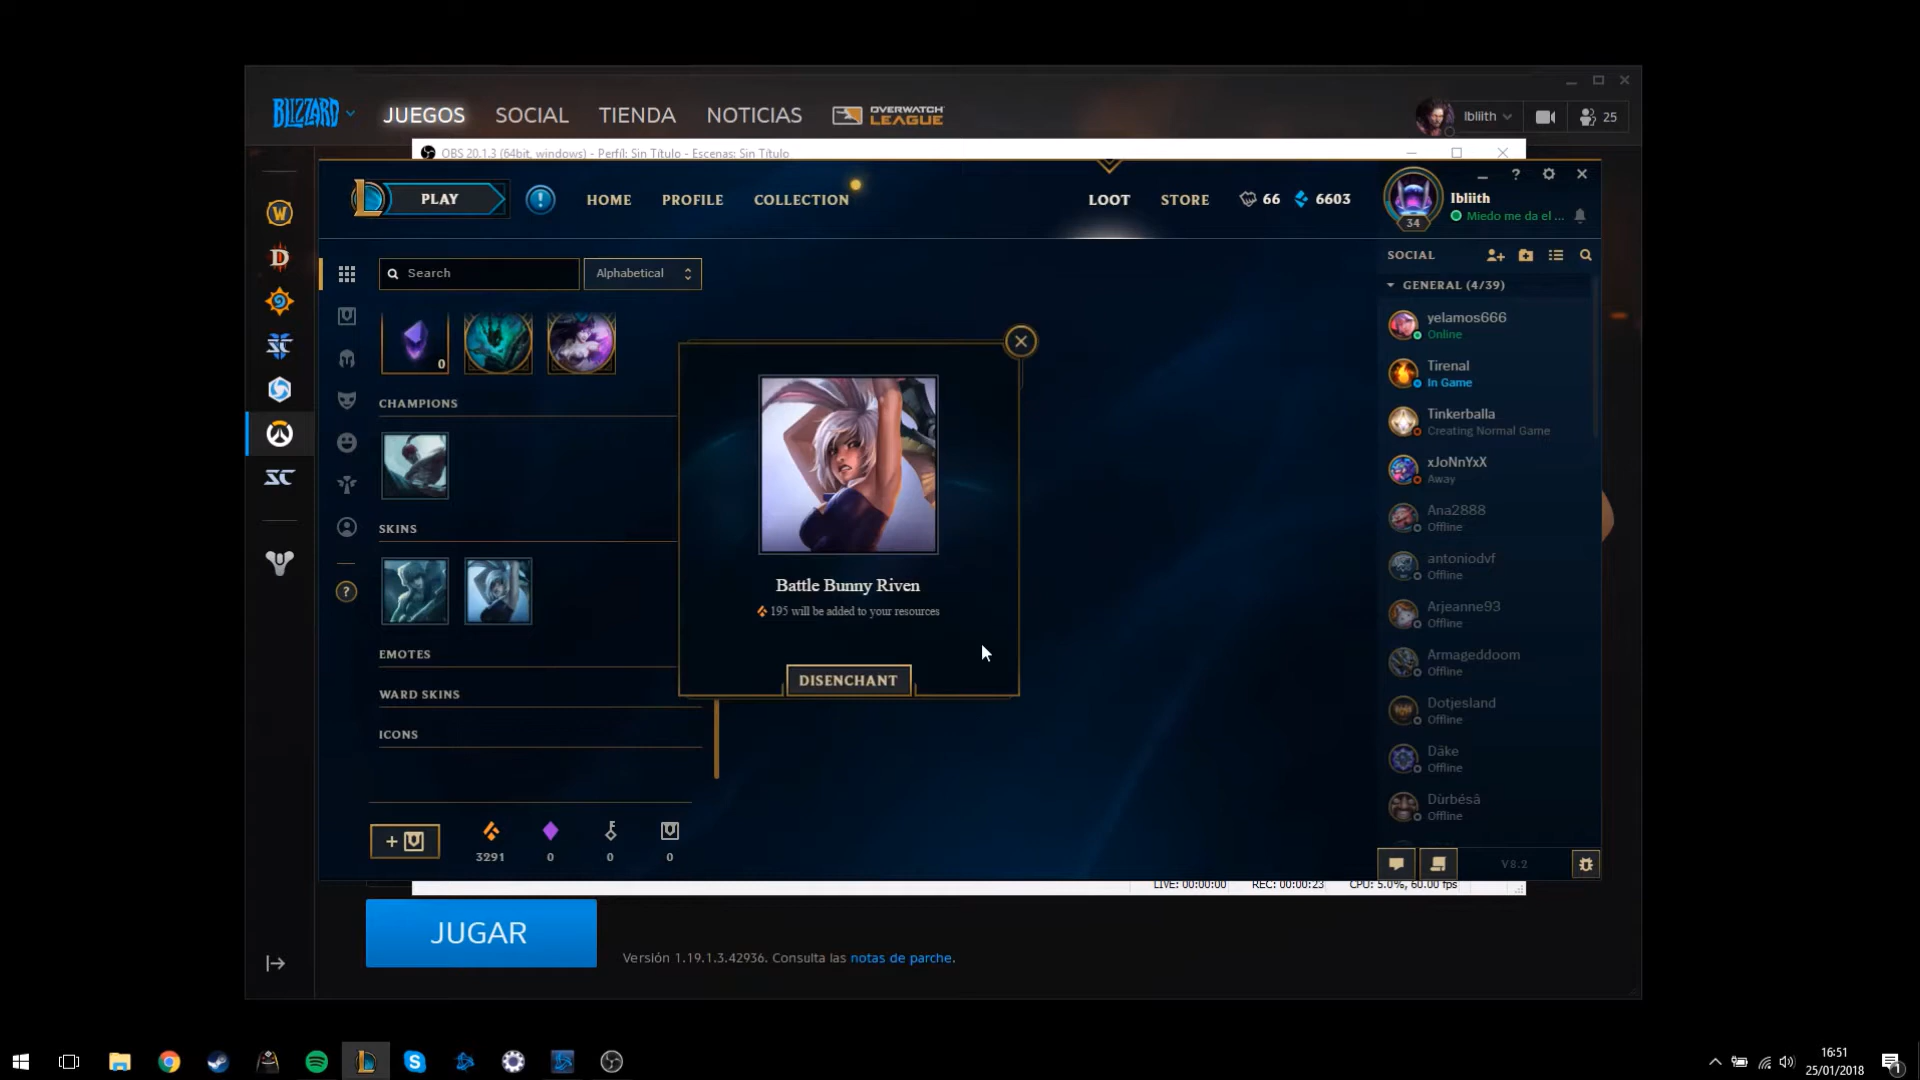 BLIZZARD JUEGOS SOCIAL TIENDA NOTICIAS OVERWATCH LEAGUE
Ibliith 25
OBS 20.1.3 (64bit, windows) - Perfil: Sin Título - Escenas: Sin Título
PLAY HOME PROFILE COLLECTION LOOT STORE 66 6603
34
Ibliith
Miedo me da el ...
Search
Alphabetical
0
CHAMPIONS
SKINS
EMOTES
WARD SKINS
ICONS
3291 0 0 0
Battle Bunny Riven
195 will be added to your resources
DISENCHANT
SOCIAL
GENERAL (4/39)
yelamos666
Online
Tirenal
In Game
Tinkerballa
Creating Normal Game
xJoNnYxX
Away
Ana2888
Offline
antoniodvf
Offline
Arjeanne93
Offline
Armageddoom
Offline
Dotjesland
Offline
Dâke
Offline
Dùrbésâ
Offline
V8.2
LIVE: 00:00:00 REC: 00:00:23 CPU: 5.0%, 60.00 fps
JUGAR
Versión 1.19.1.3.42936. Consulta las notas de parche.
16:51
25/01/2018
1